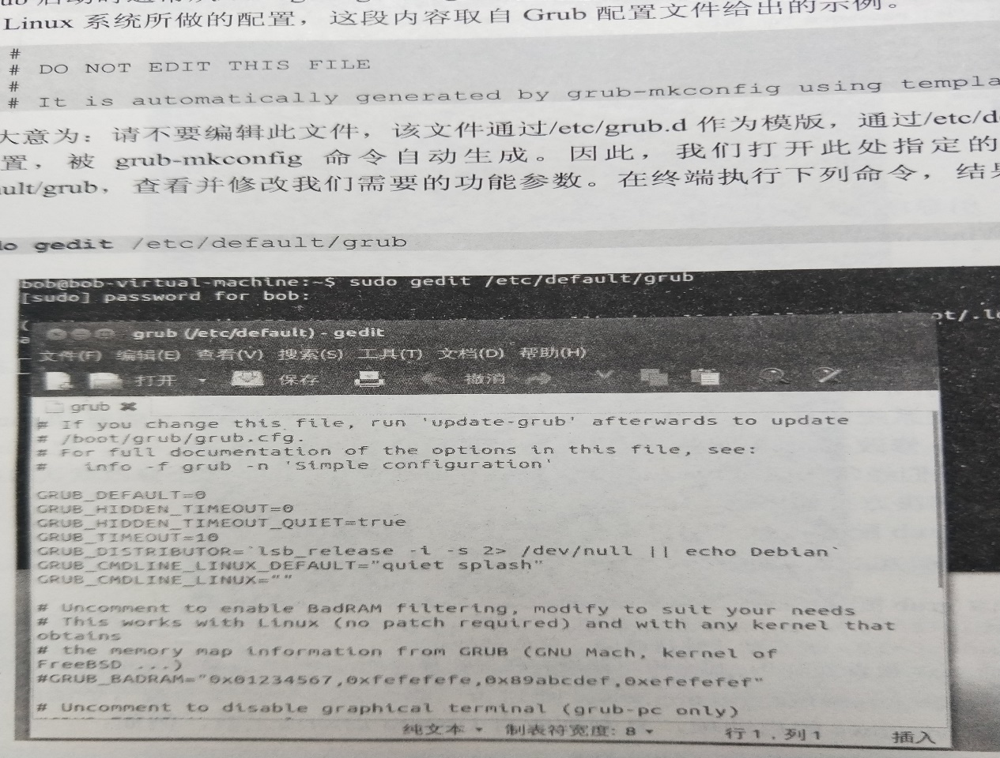 Linux 系统所做的配置，这段内容取自 Grub 配置文件给出的示例。
#
# DO NOT EDIT THIS FILE
#
# It is automatically generated by grub-mkconfig using templa
大意为：请不要编辑此文件，该文件通过/etc/grub.d 作为模版，通过/etc/d
置，被 grub-mkconfig 命令自动生成。因此，我们打开此处指定的
ult/grub，查看并修改我们需要的功能参数。在终端执行下列命令，结果
do gedit /etc/default/grub
bob@bob-virtual-machine:~$ sudo gedit /etc/default/grub
[sudo] password for bob:
ot/.lo
grub (/etc/default) - gedit
文件(F) 编辑(E) 查看(V) 搜索(S) 工具(T) 文档(D) 帮助(H)
打开 保存 撤消
grub ✖
# If you change this file, run 'update-grub' afterwards to update
# /boot/grub/grub.cfg.
# For full documentation of the options in this file, see:
#   info -f grub -n 'Simple configuration'
GRUB_DEFAULT=0
GRUB_HIDDEN_TIMEOUT=0
GRUB_HIDDEN_TIMEOUT_QUIET=true
GRUB_TIMEOUT=10
GRUB_DISTRIBUTOR=`lsb_release -i -s 2> /dev/null || echo Debian`
GRUB_CMDLINE_LINUX_DEFAULT="quiet splash"
GRUB_CMDLINE_LINUX=""
# Uncomment to enable BadRAM filtering, modify to suit your needs
# This works with Linux (no patch required) and with any kernel that
obtains
# the memory map information from GRUB (GNU Mach, kernel of
FreeBSD ...)
#GRUB_BADRAM="0x01234567,0xfefefefe,0x89abcdef,0xefefefef"
# Uncomment to disable graphical terminal (grub-pc only)
纯文本 制表符宽度: 8 行 1，列 1 插入